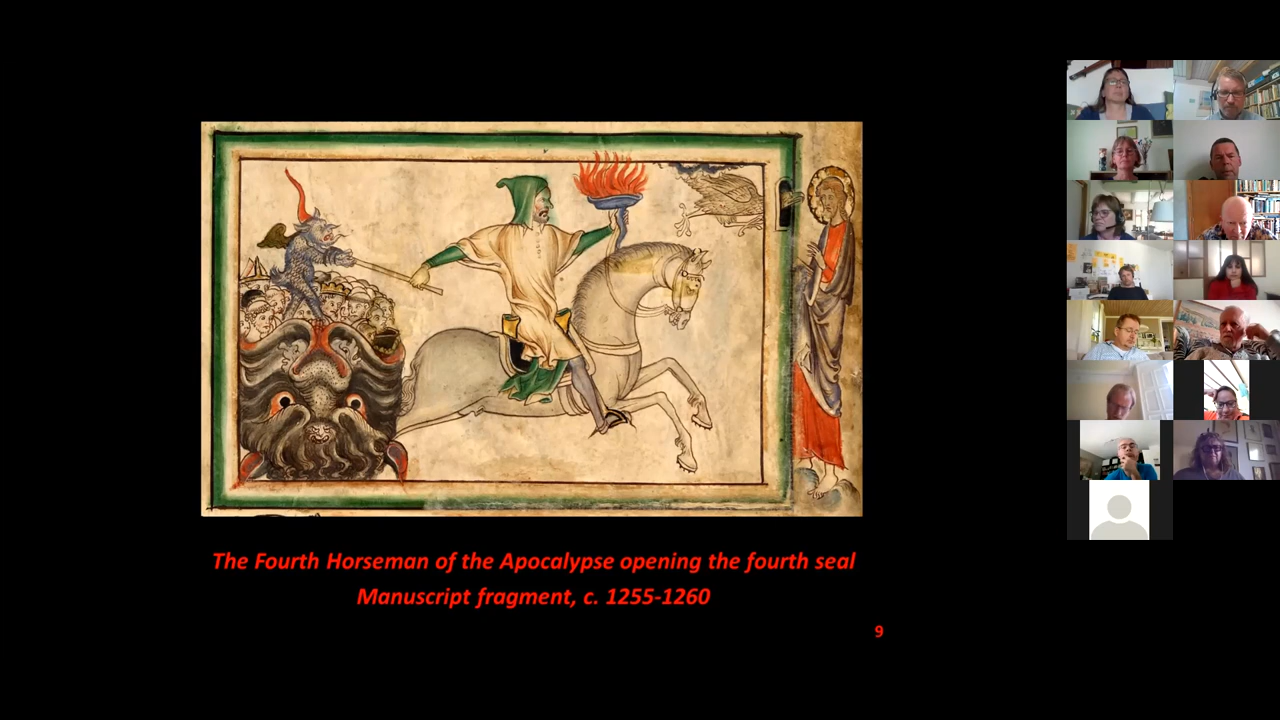 The Fourth Horseman of the Apocalypse opening the fourth seal
Manuscript fragment, c. 1255-1260
9